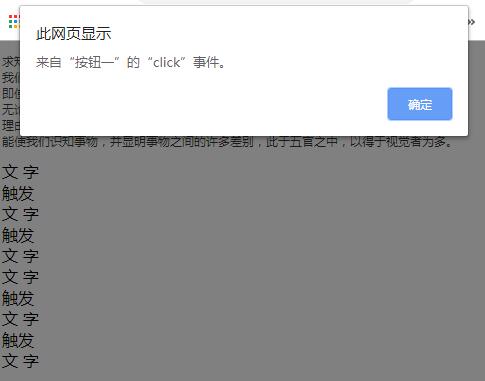 此网页显示
来自“按钮一”的“click”事件。
确定
»
求知
我们
即使
无论
理由
能使我们识知事物，并显明事物之间的许多差别，此于五官之中，以得于视觉者为多。
文 字
触发
文 字
触发
文 字
文 字
触发
文 字
触发
文 字